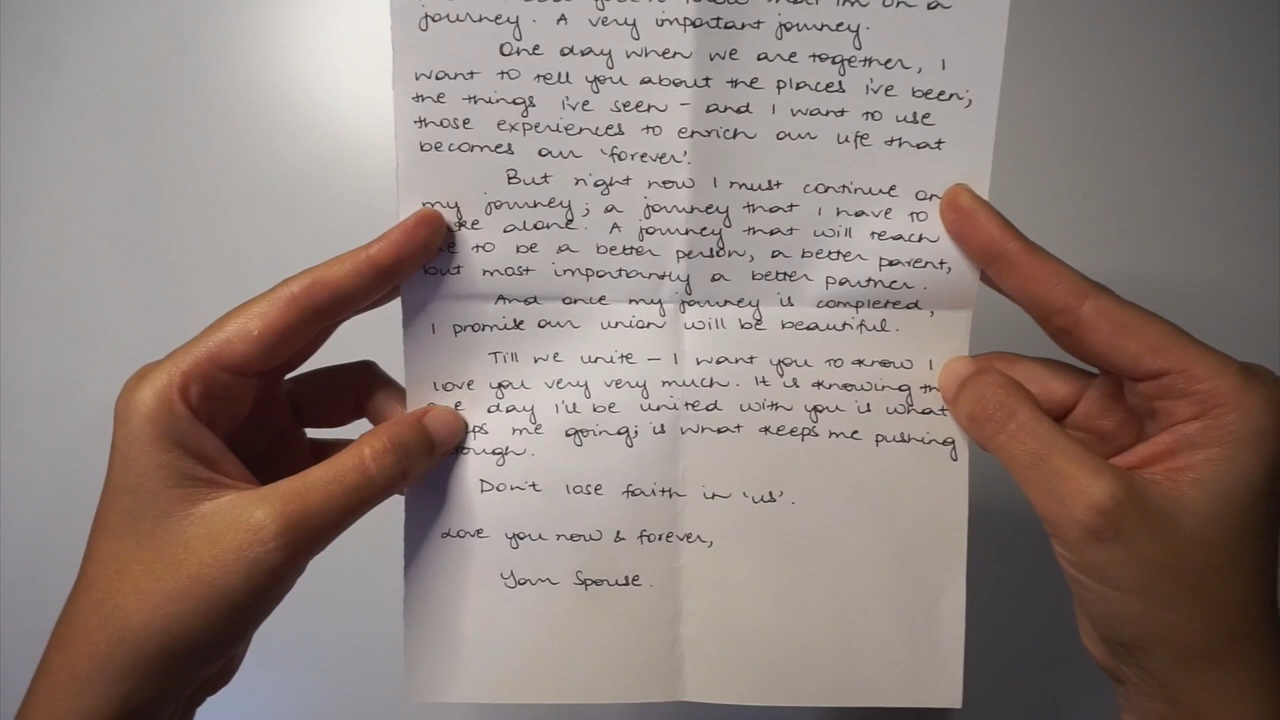 that I'm on a
journey. A very important journey.
One day when we are together, I
want to tell you about the places i've been;
the things i've seen - and I want to use
those experiences to enrich our life that
becomes our 'forever'.
But right now I must continue on
my journey; a journey that I have to
alone. A journey that will teach
to be a better person, a better parent,
but most importantly a better partner.
And once my journey is completed,
I promise our union will be beautiful.
Till we unite - I want you to know I
love you very very much. It is knowing
day I'll be united with you is what
me going; is what keeps me pushing
Don't lose faith in 'us'.
Love you now & forever,
Your Spouse.